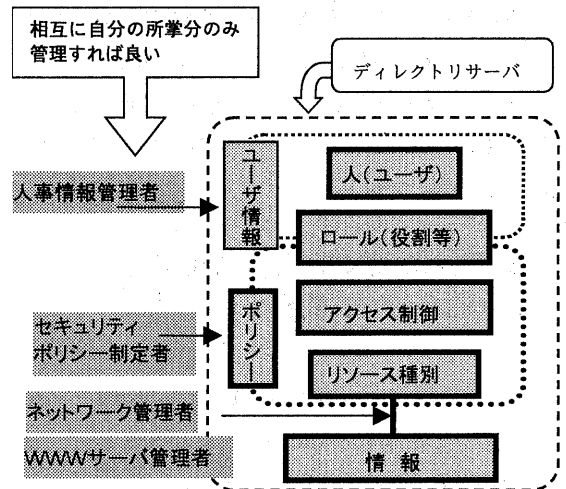 相互に自分の所掌分のみ
管理すれば良い
ディレクトリサーバ
ユーザ情報
人(ユーザ)
人事情報管理者
ロール(役割等)
ポリシー
アクセス制御
セキュリティ
ポリシー制定者
リソース種別
ネットワーク管理者
WWWサーバ管理者
情 報